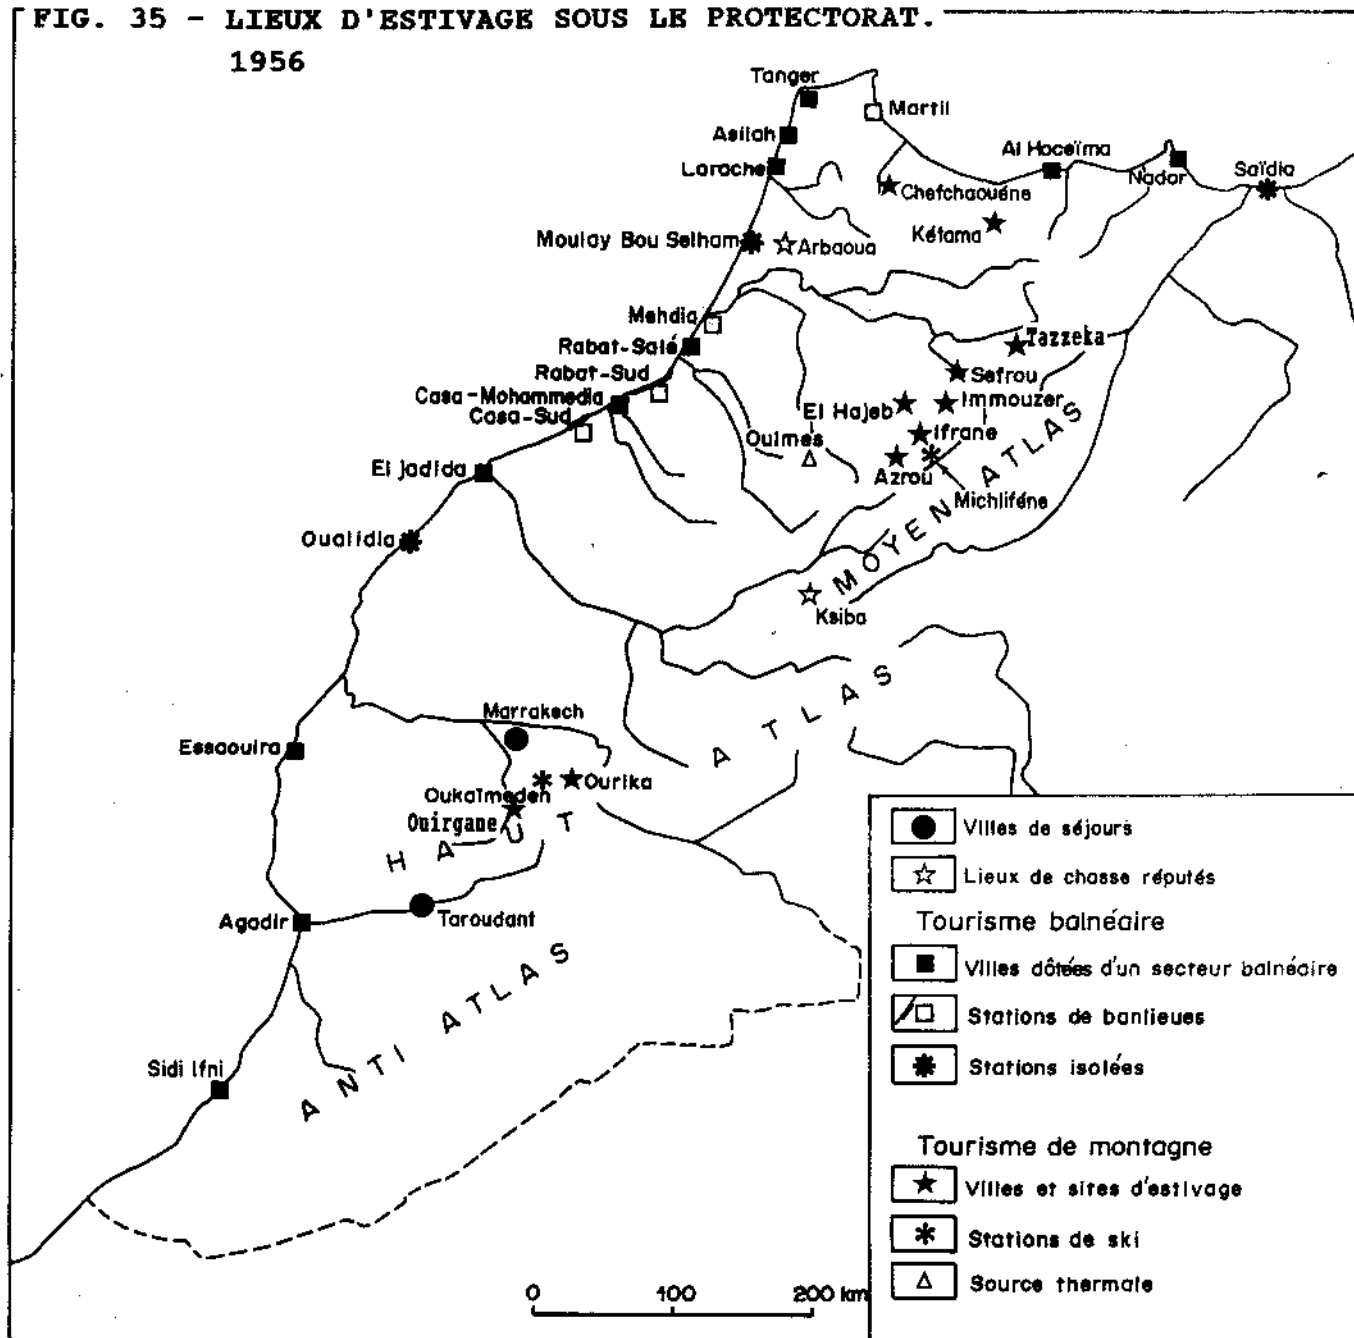 FIG. 35 - LIEUX D'ESTIVAGE SOUS LE PROTECTORAT.
1956
Tanger
Martil
Asilah
Larache
Al Hoceïma
Nador
Saïdia
Chefchaouéne
Kétama
Moulay Bou Selham
Arbaoua
Mehdia
Rabat-Salé
Tazzeka
Rabat-Sud
Sefrou
Casa-Mohammedia
Immouzer
Casa-Sud
El Hajeb
Ifrane
Oulmes
El jadida
Azrou
Michliféne
Oualidia
MOYEN ATLAS
Ksiba
Marrakech
Essaouira
Ourika
Oukaïmeden
Ouirgane
HAUT ATLAS
Taroudant
Agadir
ANTI ATLAS
Sidi Ifni
0 100 200 km
Villes de séjours
Lieux de chasse réputés
Tourisme balnéaire
Villes dôtées d'un secteur balnéaire
Stations de banlieues
Stations isolées
Tourisme de montagne
Villes et sites d'estivage
Stations de ski
Source thermale